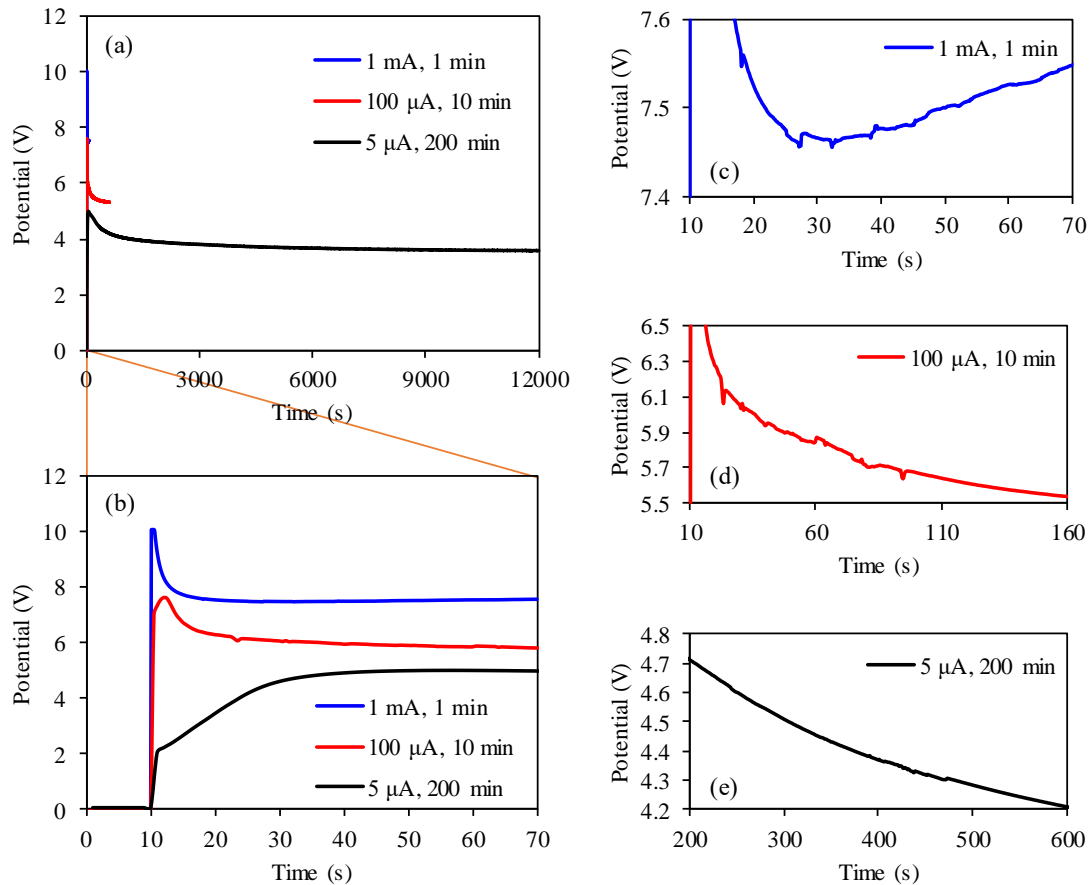 (a)
1 mA, 1 min
100 μA, 10 min
5 μA, 200 min
Potential (V)
12
10
8
6
4
2
0
0 3000 6000 9000 12000
Time (s)
(b)
1 mA, 1 min
100 μA, 10 min
5 μA, 200 min
Potential (V)
12
10
8
6
4
2
0
0 10 20 30 40 50 60 70
Time (s)
(c)
1 mA, 1 min
Potential (V)
7.6
7.5
7.4
10 20 30 40 50 60 70
Time (s)
(d)
100 μA, 10 min
Potential (V)
6.5
6.3
6.1
5.9
5.7
5.5
10 60 110 160
Time (s)
(e)
5 μA, 200 min
Potential (V)
4.8
4.7
4.6
4.5
4.4
4.3
4.2
200 300 400 500 600
Time (s)